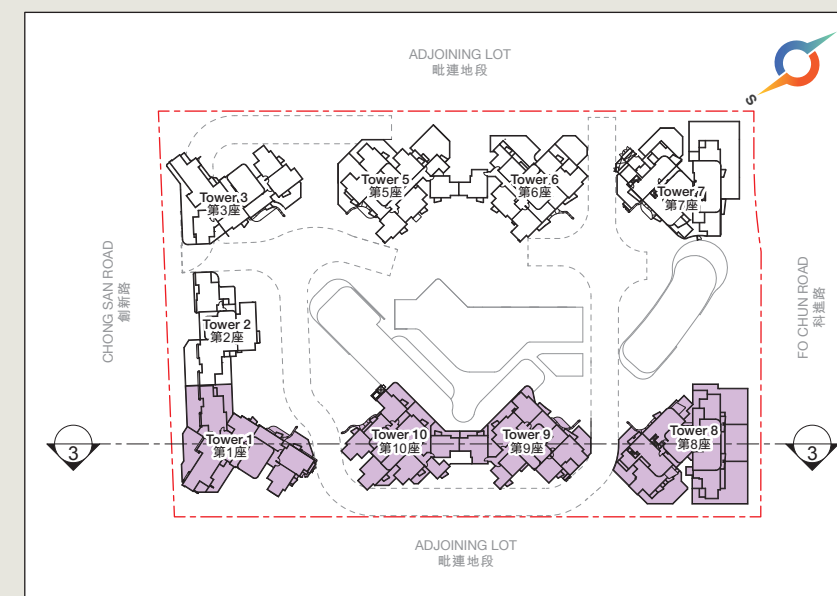 ADJOINING LOT
毗連地段
S
Tower 3
第3座
Tower 5
第5座
Tower 6
第6座
Tower 7
第7座
CHONG SAN ROAD
創新路
FO CHUN ROAD
科進路
Tower 2
第2座
Tower 1
第1座
Tower 10
第10座
Tower 9
第9座
Tower 8
第8座
3
3
ADJOINING LOT
毗連地段